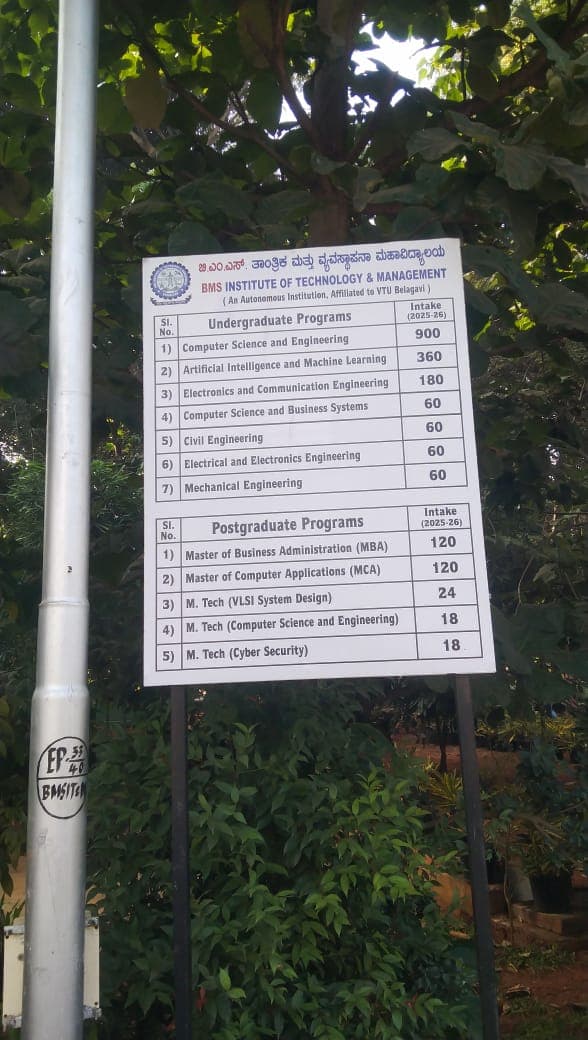 ಬಿ.ಎಂ.ಎಸ್. ತಾಂತ್ರಿಕ ಮತ್ತು ವ್ಯವಸ್ಥಾಪನಾ ಮಹಾವಿದ್ಯಾಲಯ
BMS INSTITUTE OF TECHNOLOGY & MANAGEMENT
( An Autonomous Institution, Affiliated to VTU Belagavi )
Sl. No. Undergraduate Programs Intake (2025-26)
1) Computer Science and Engineering 900
2) Artificial Intelligence and Machine Learning 360
3) Electronics and Communication Engineering 180
4) Computer Science and Business Systems 60
5) Civil Engineering 60
6) Electrical and Electronics Engineering 60
7) Mechanical Engineering 60
Sl. No. Postgraduate Programs Intake (2025-26)
1) Master of Business Administration (MBA) 120
2) Master of Computer Applications (MCA) 120
3) M. Tech (VLSI System Design) 24
4) M. Tech (Computer Science and Engineering) 18
5) M. Tech (Cyber Security) 18
EP 33/40